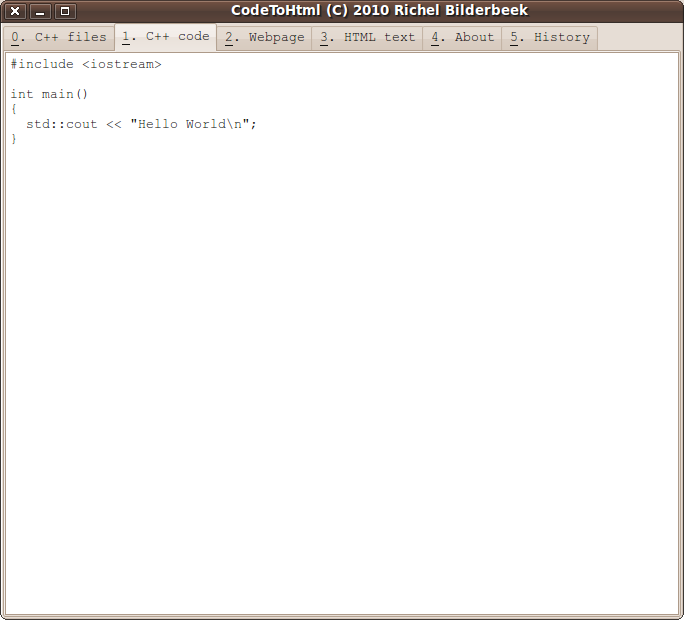 CodeToHtml (C) 2010 Richel Bilderbeek
0. C++ files 1. C++ code 2. Webpage 3. HTML text 4. About 5. History
#include <iostream>
int main()
{
  std::cout << "Hello World\n";
}